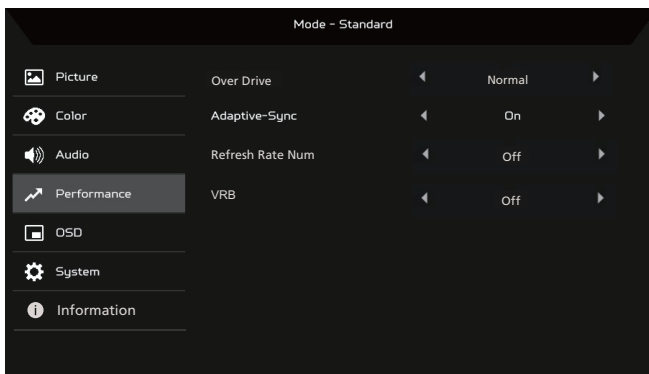 Mode - Standard
Picture
Over Drive Normal
Color
Adaptive-Sync On
Audio
Refresh Rate Num Off
Performance
VRB Off
OSD
System
Information